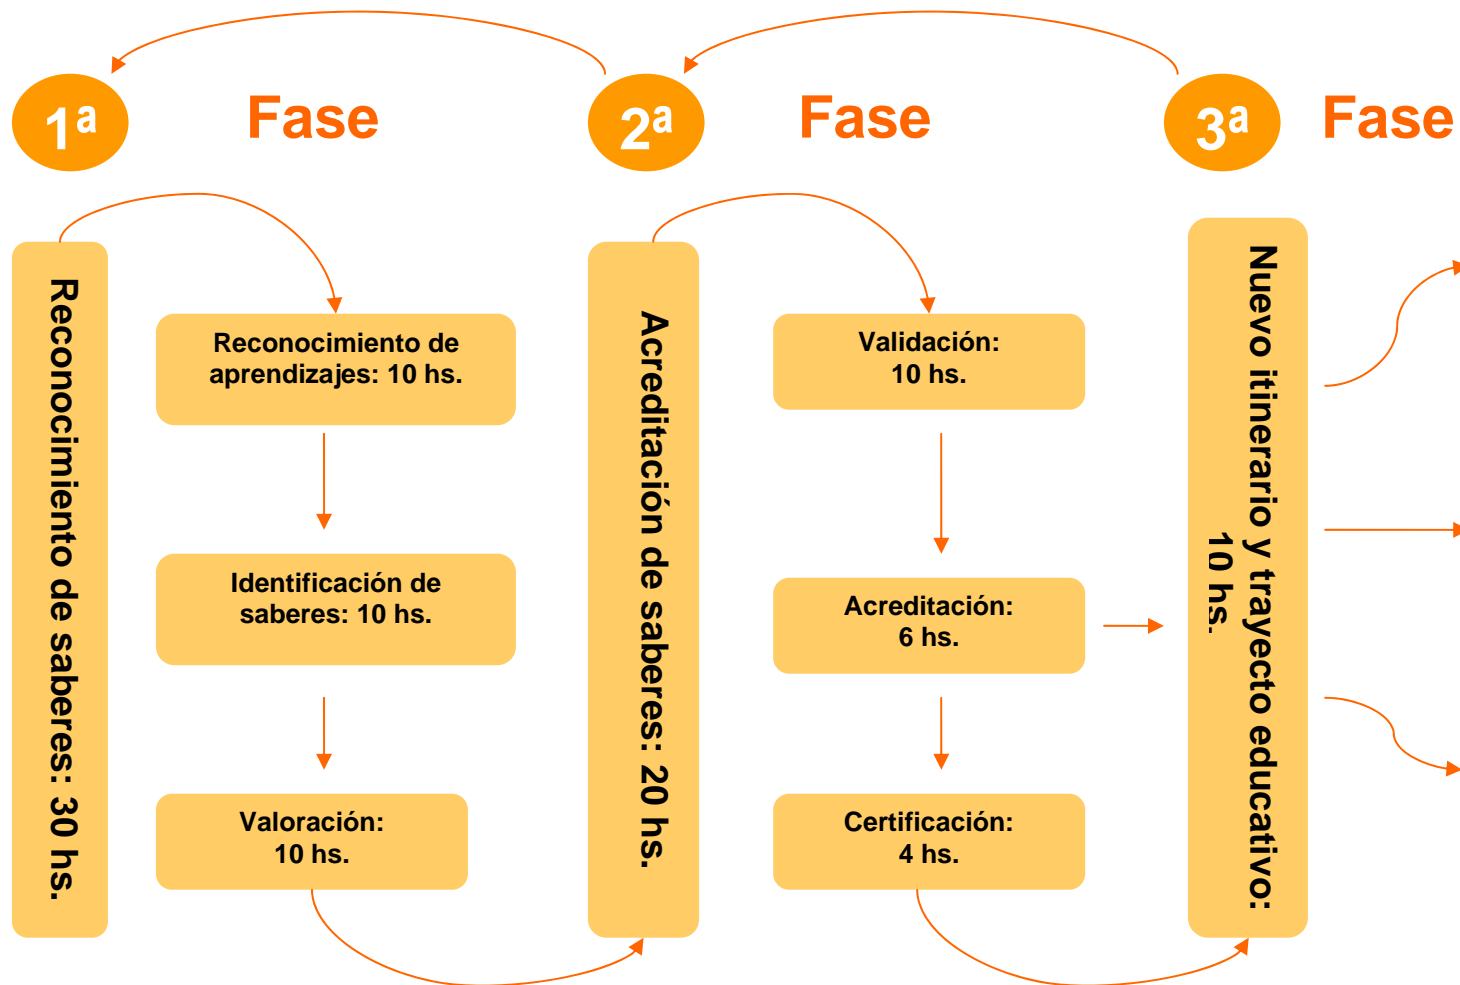 1ª Fase
2ª Fase
3ª Fase
Reconocimiento de saberes: 30 hs.
Reconocimiento de
aprendizajes: 10 hs.
Identificación de
saberes: 10 hs.
Valoración:
10 hs.
Acreditación de saberes: 20 hs.
Validación:
10 hs.
Acreditación:
6 hs.
Certificación:
4 hs.
Nuevo itinerario y trayecto educativo:
10 hs.